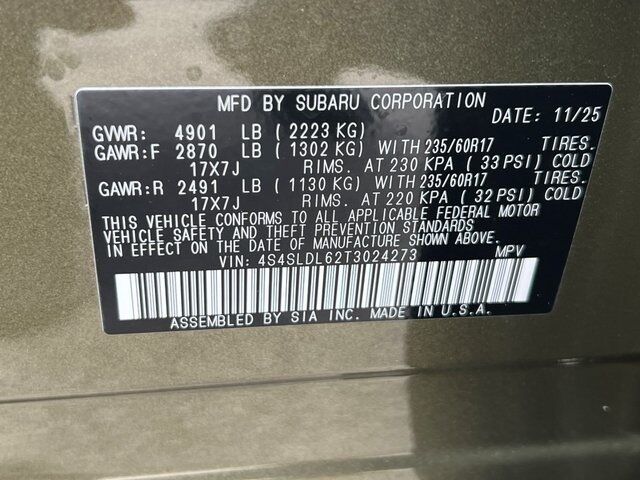 MFD BY SUBARU CORPORATION DATE: 11/25
GVWR: 4901 LB (2223 KG)
GAWR:F 2870 LB (1302 KG) WITH 235/60R17 TIRES.
17X7J RIMS. AT 230 KPA (33 PSI) COLD
GAWR:R 2491 LB (1130 KG) WITH 235/60R17 TIRES.
17X7J RIMS. AT 220 KPA (32 PSI) COLD
THIS VEHICLE CONFORMS TO ALL APPLICABLE FEDERAL MOTOR
VEHICLE SAFETY AND THEFT PREVENTION STANDARDS
IN EFFECT ON THE DATE OF MANUFACTURE SHOWN ABOVE.
VIN: 4S4SLDL62T3024273 MPV
ASSEMBLED BY SIA INC. MADE IN U.S.A.